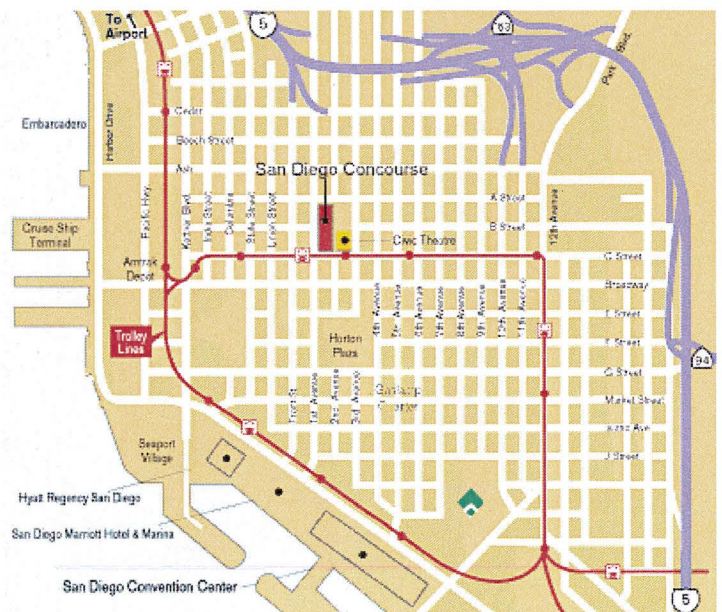 To
Airport
5
163
Park Blvd.
Embarcadero
Harbor Drive
Cedar
Beech Street
Ash
San Diego Concourse
Pacific Hwy.
Kettner Blvd.
India Street
Columbia
State Street
Union Street
A Street
B Street
12th Avenue
Cruise Ship
Terminal
Civic Theatre
Amtrak
Depot
C Street
Broadway
E Street
F Street
G Street
Market Street
Island Ave.
J Street
94
Trolley
Lines
Horton
Plaza
4th Avenue
5th Avenue
6th Avenue
7th Avenue
8th Avenue
9th Avenue
10th Avenue
11th Avenue
Front St.
1st Avenue
2nd Avenue
3rd Avenue
Seaport
Village
Hyatt Regency San Diego
San Diego Marriott Hotel & Marina
San Diego Convention Center
5